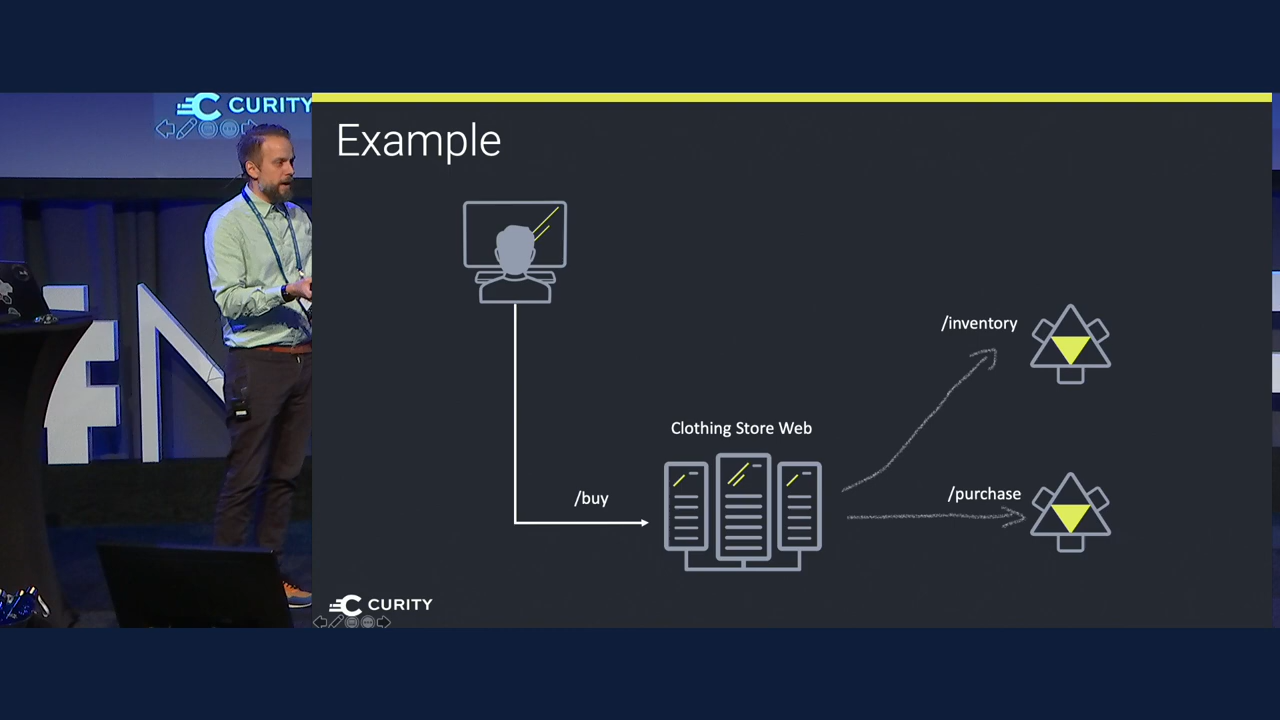 CURITY
Example
/inventory
Clothing Store Web
/purchase
/buy
CURITY